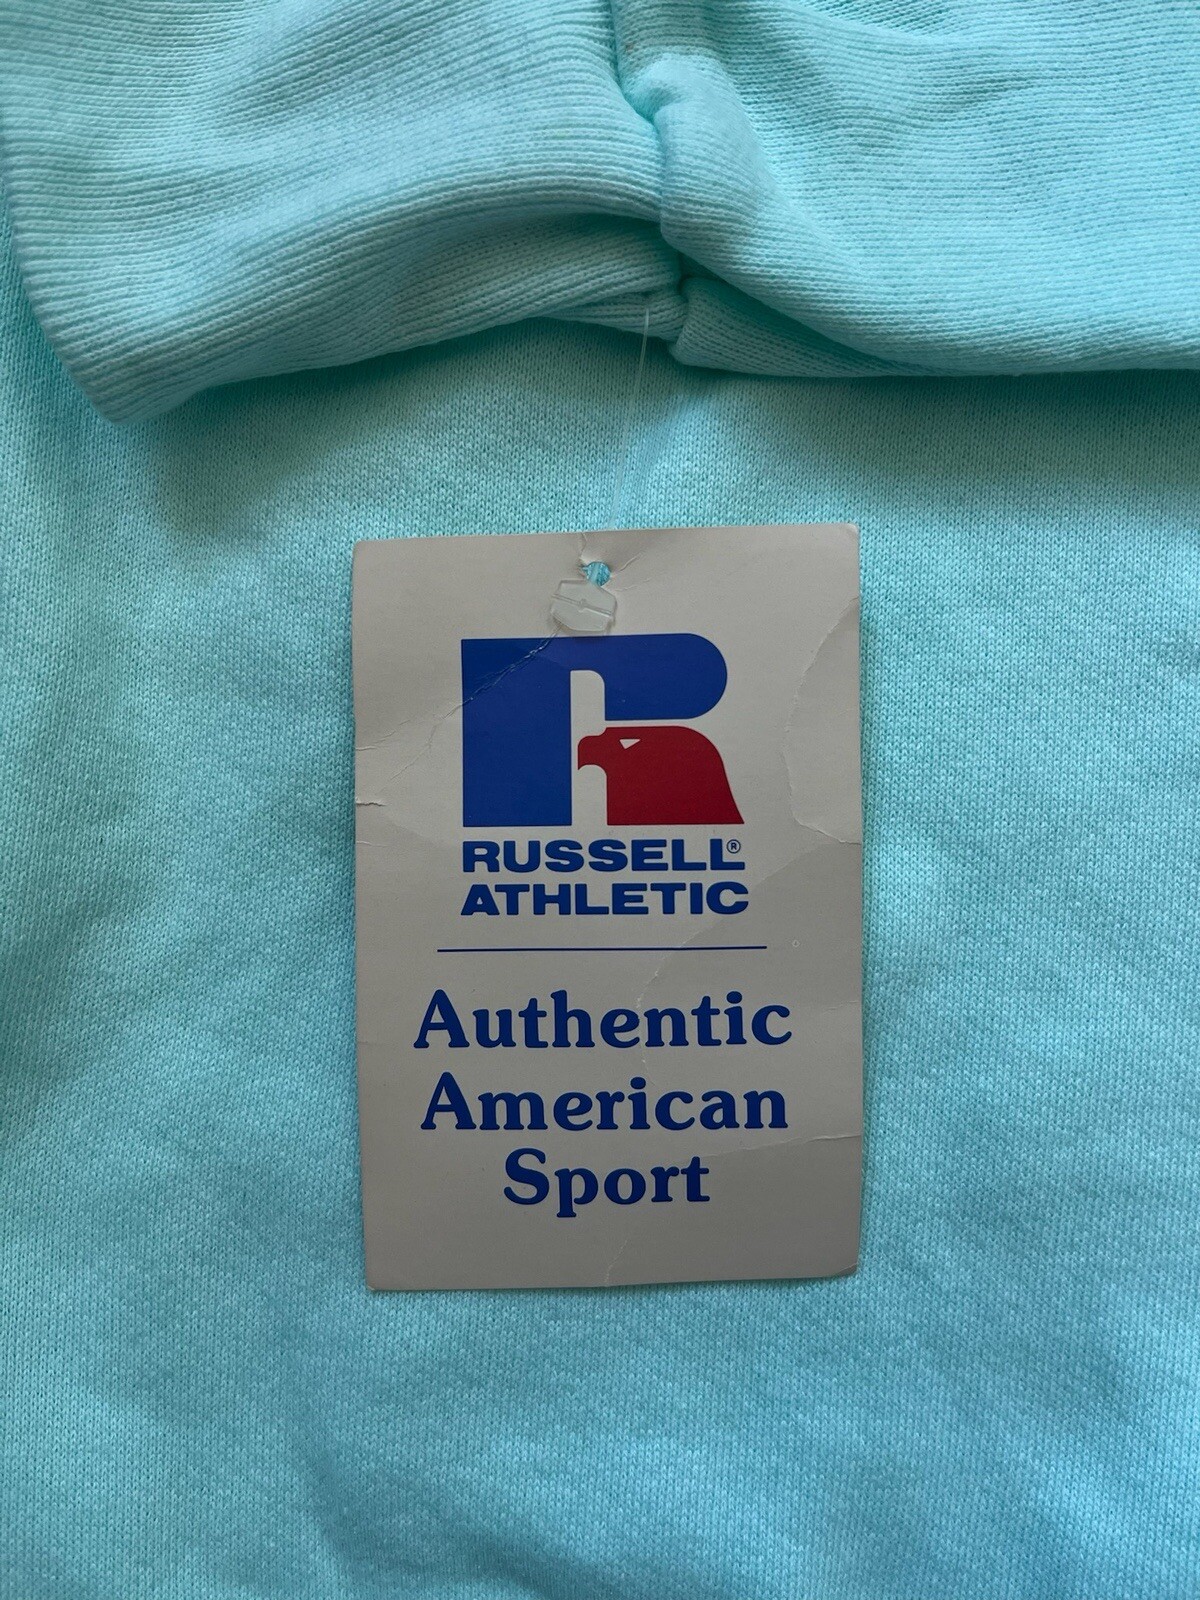 RUSSELL®
ATHLETIC
Authentic
American
Sport